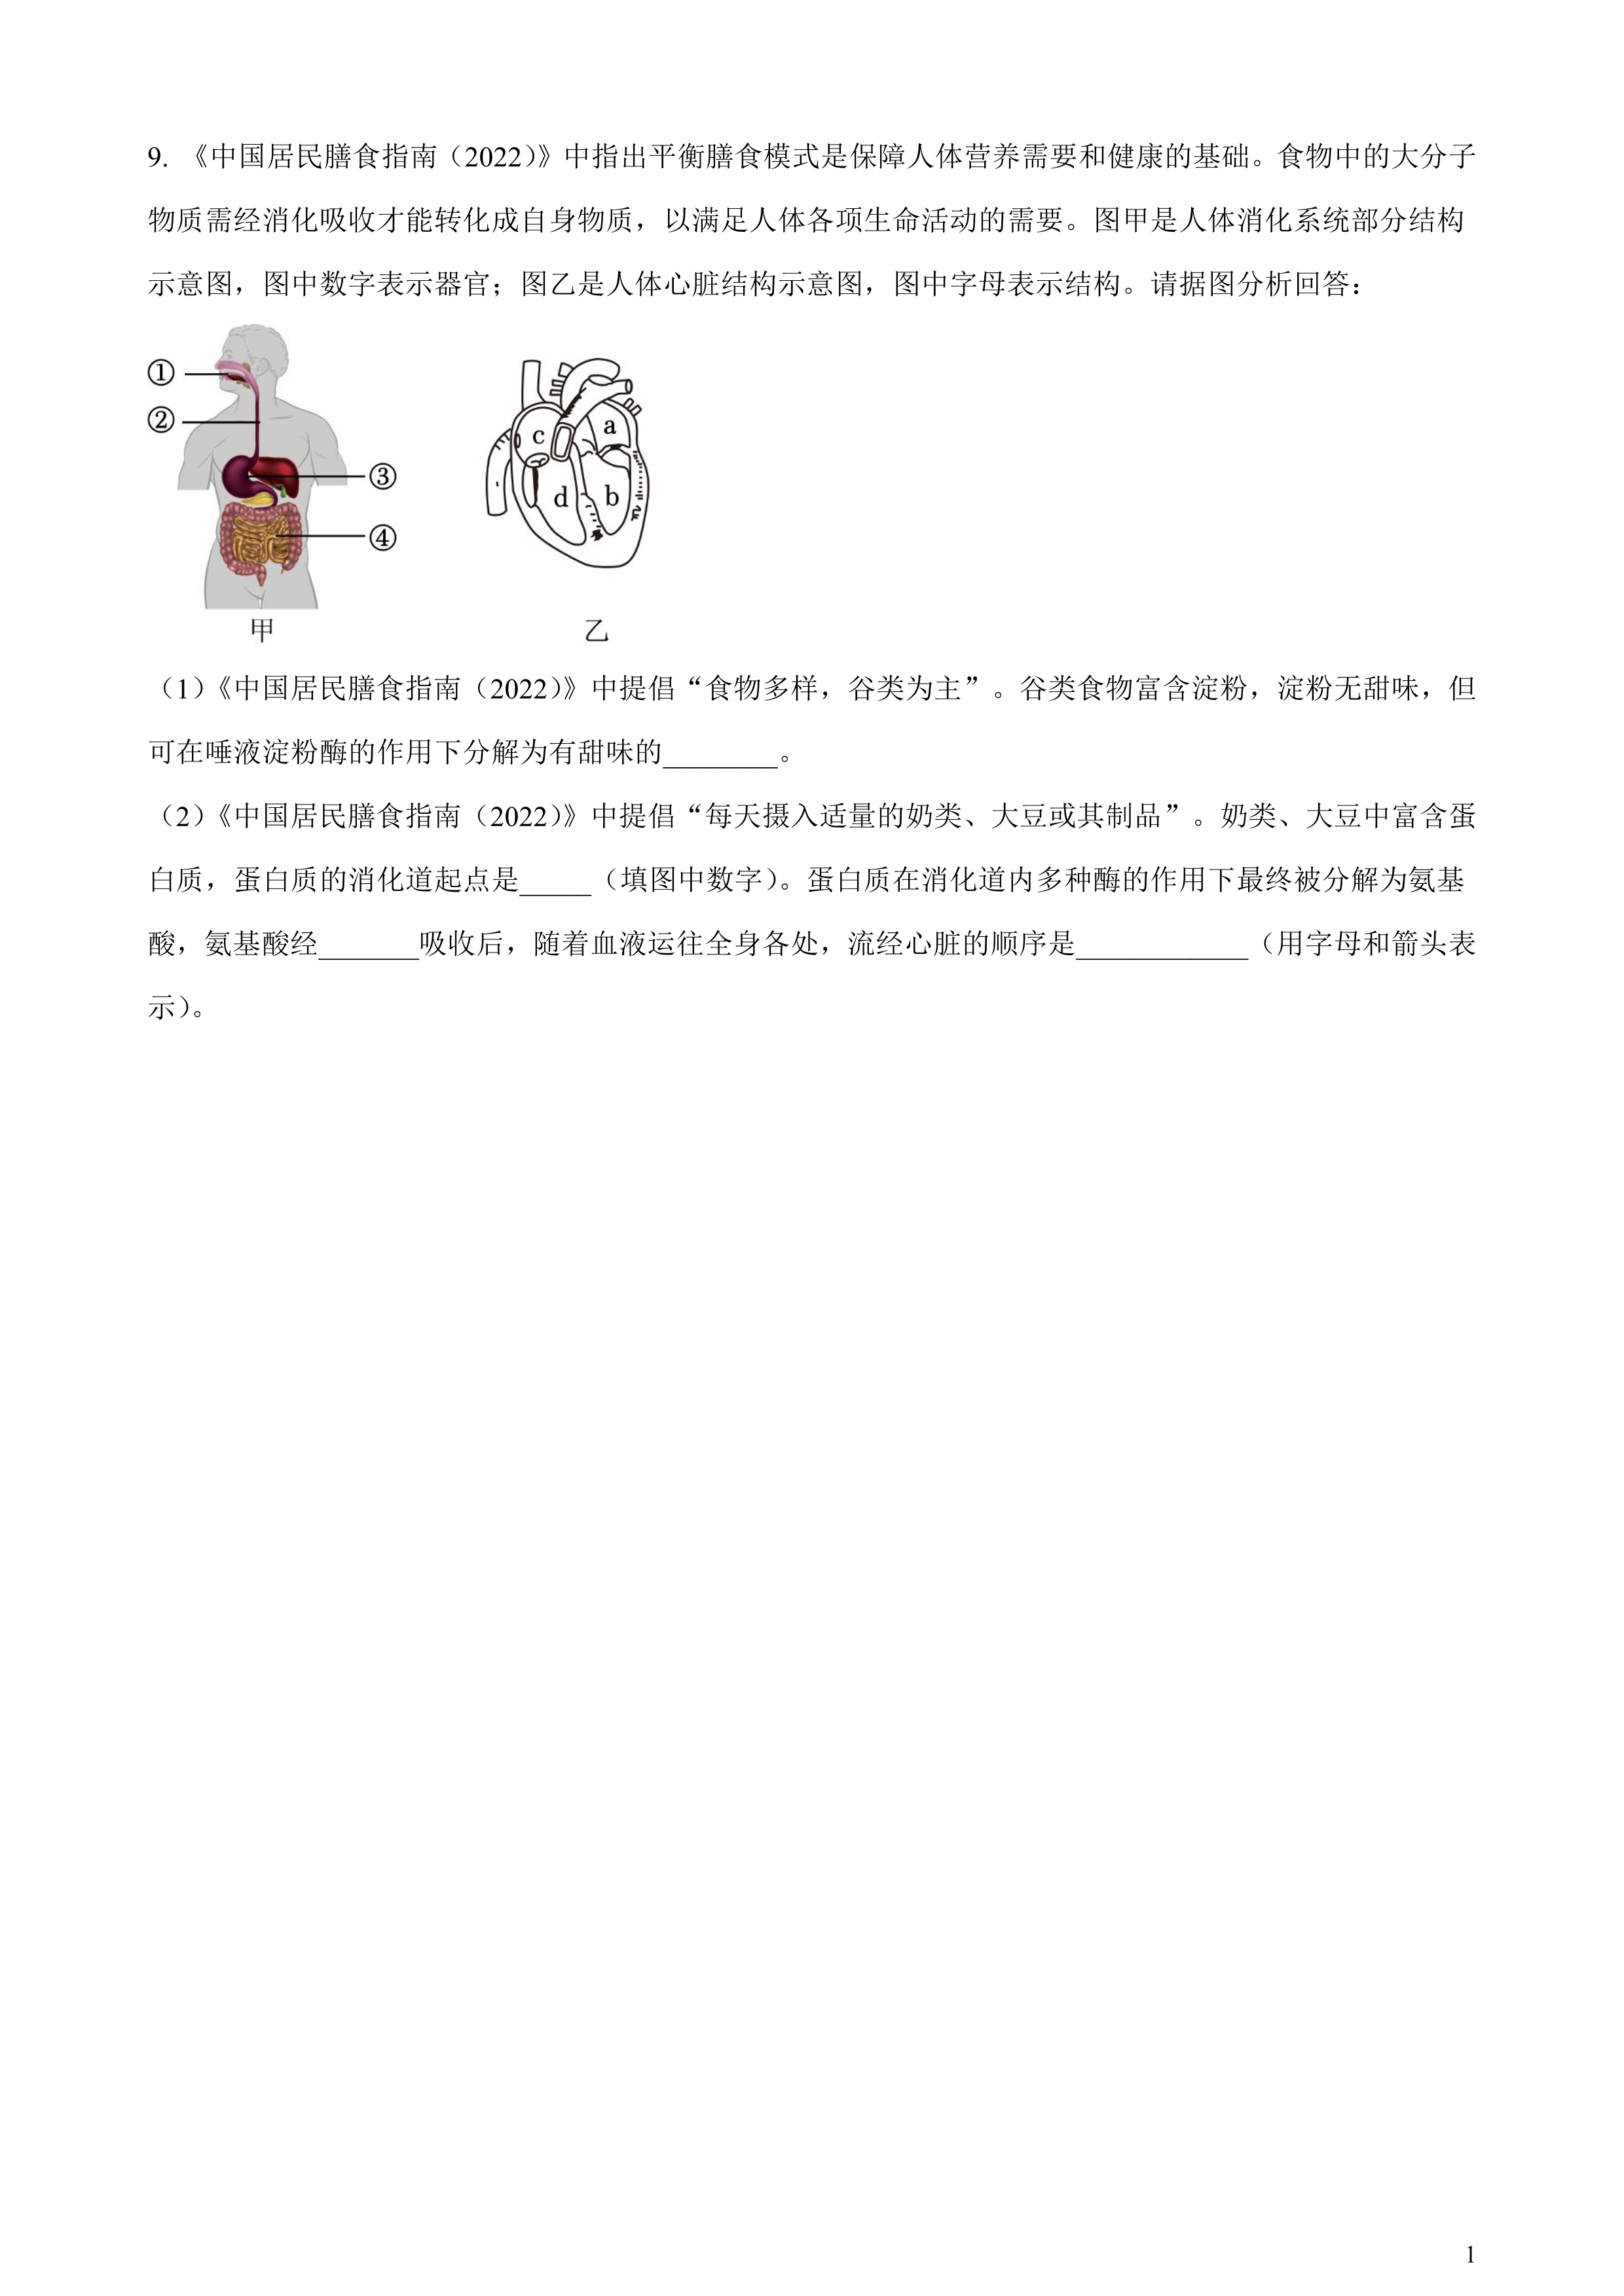 9. 《中国居民膳食指南（2022）》中指出平衡膳食模式是保障人体营养需要和健康的基础。食物中的大分子
物质需经消化吸收才能转化成自身物质，以满足人体各项生命活动的需要。图甲是人体消化系统部分结构
示意图，图中数字表示器官；图乙是人体心脏结构示意图，图中字母表示结构。请据图分析回答：
①
②
③
④
甲
c
a
d
b
乙
（1）《中国居民膳食指南（2022）》中提倡“食物多样，谷类为主”。谷类食物富含淀粉，淀粉无甜味，但
可在唾液淀粉酶的作用下分解为有甜味的________。
（2）《中国居民膳食指南（2022）》中提倡“每天摄入适量的奶类、大豆或其制品”。奶类、大豆中富含蛋
白质，蛋白质的消化道起点是_____（填图中数字）。蛋白质在消化道内多种酶的作用下最终被分解为氨基
酸，氨基酸经_______吸收后，随着血液运往全身各处，流经心脏的顺序是____________（用字母和箭头表
示）。
1